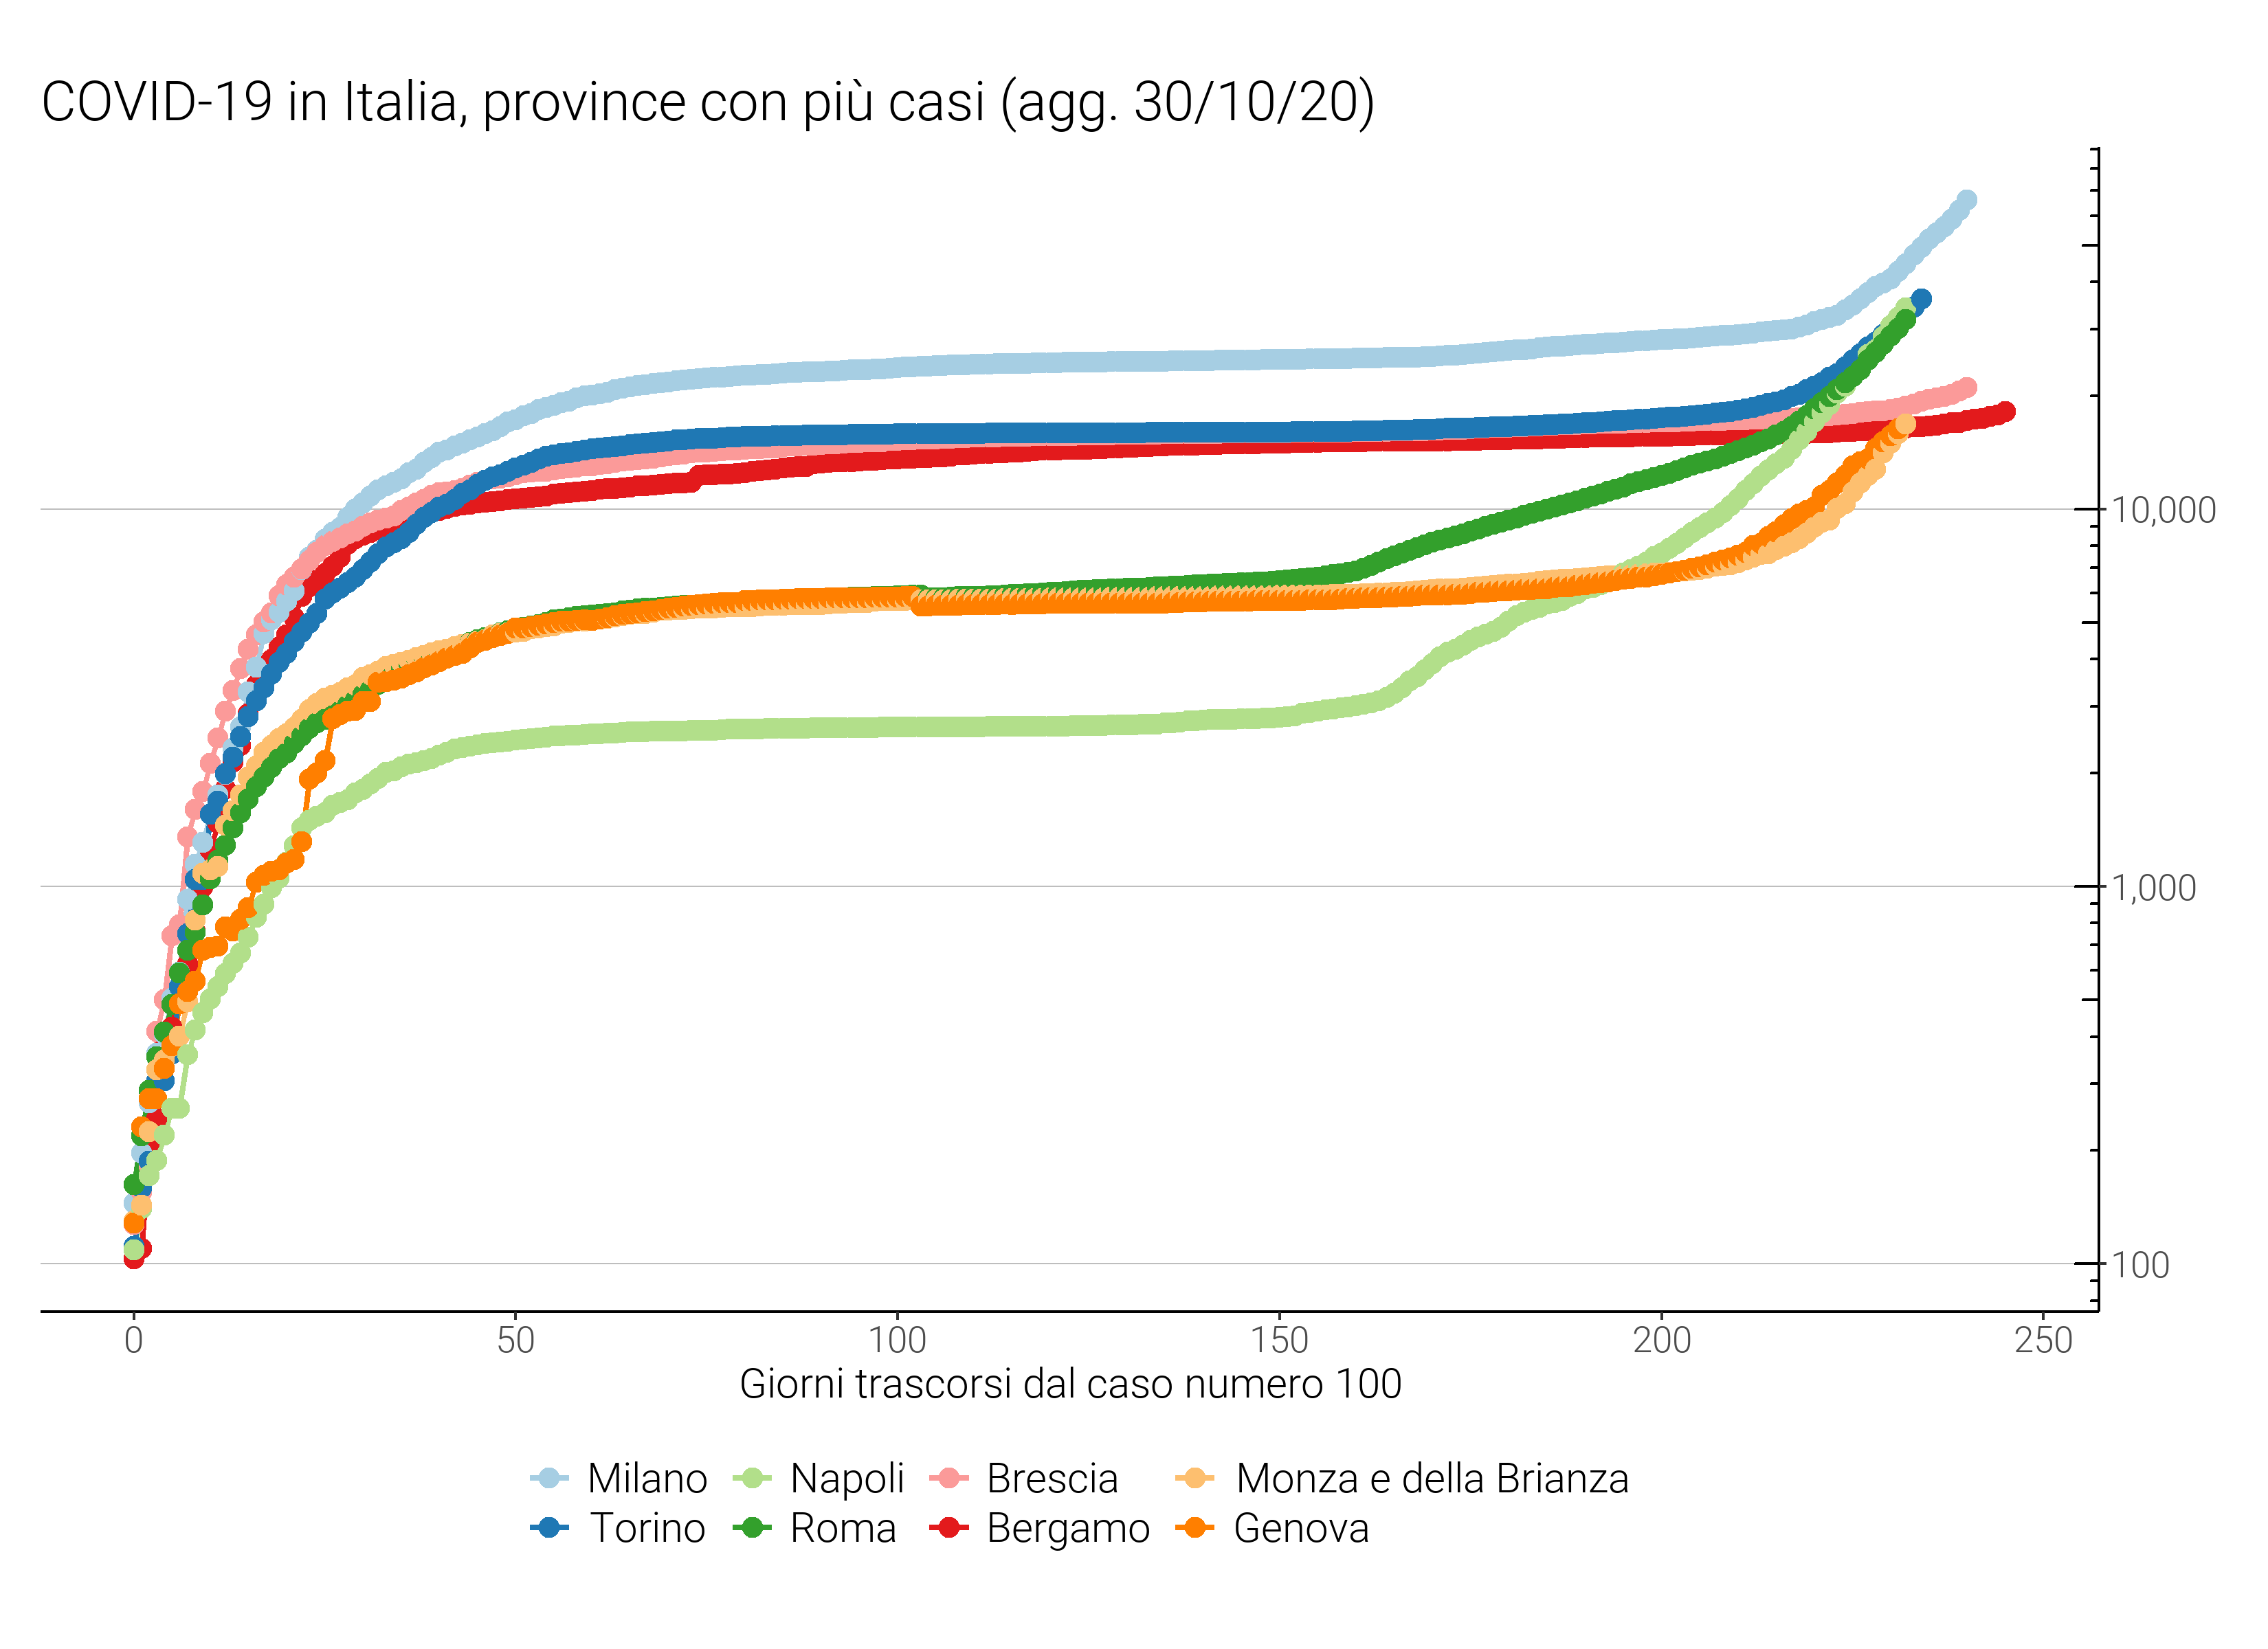 COVID-19 in Italia, province con più casi (agg. 30/10/20)
10,000
1,000
100
0 50 100 150 200 250
Giorni trascorsi dal caso numero 100
Milano Napoli Brescia Monza e della Brianza
Torino Roma Bergamo Genova